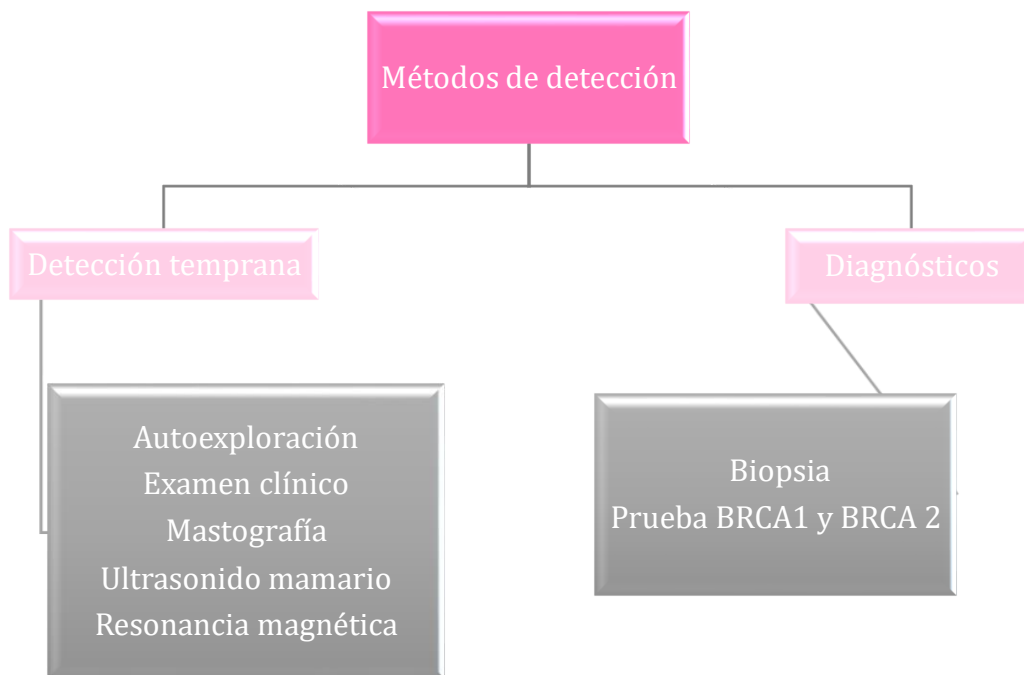 Métodos de detección
Detección temprana
Diagnósticos
Autoexploración
Examen clínico
Mastografía
Ultrasonido mamario
Resonancia magnética
Biopsia
Prueba BRCA1 y BRCA 2